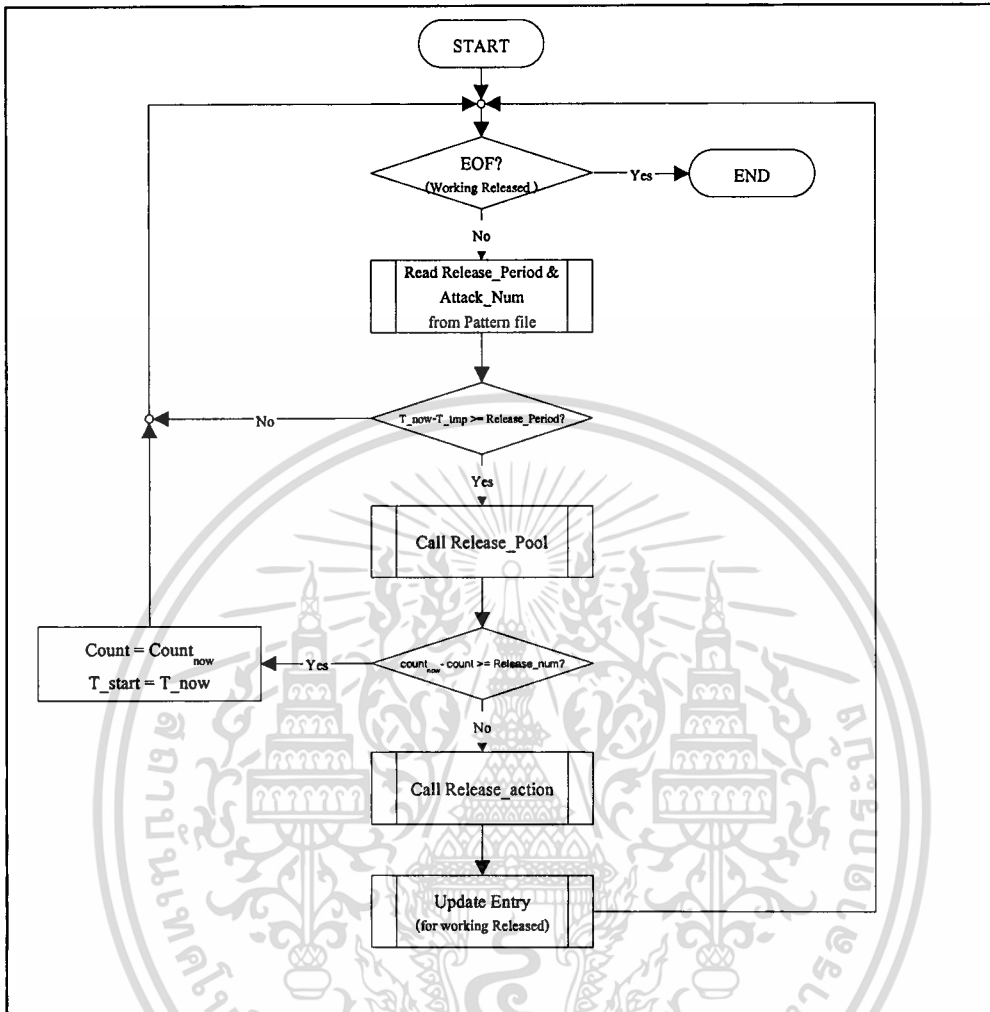 START
EOF?
(Working Released )
Yes
END
No
Read Release_Period &
Attack_Num
from Pattern file
T_now-T_tmp >= Release_Period?
No
Yes
Call Release_Pool
count now - count >= Release_num?
Yes
Count = Count now
T_start = T_now
No
Call Release_action
Update Entry
(for working Released)